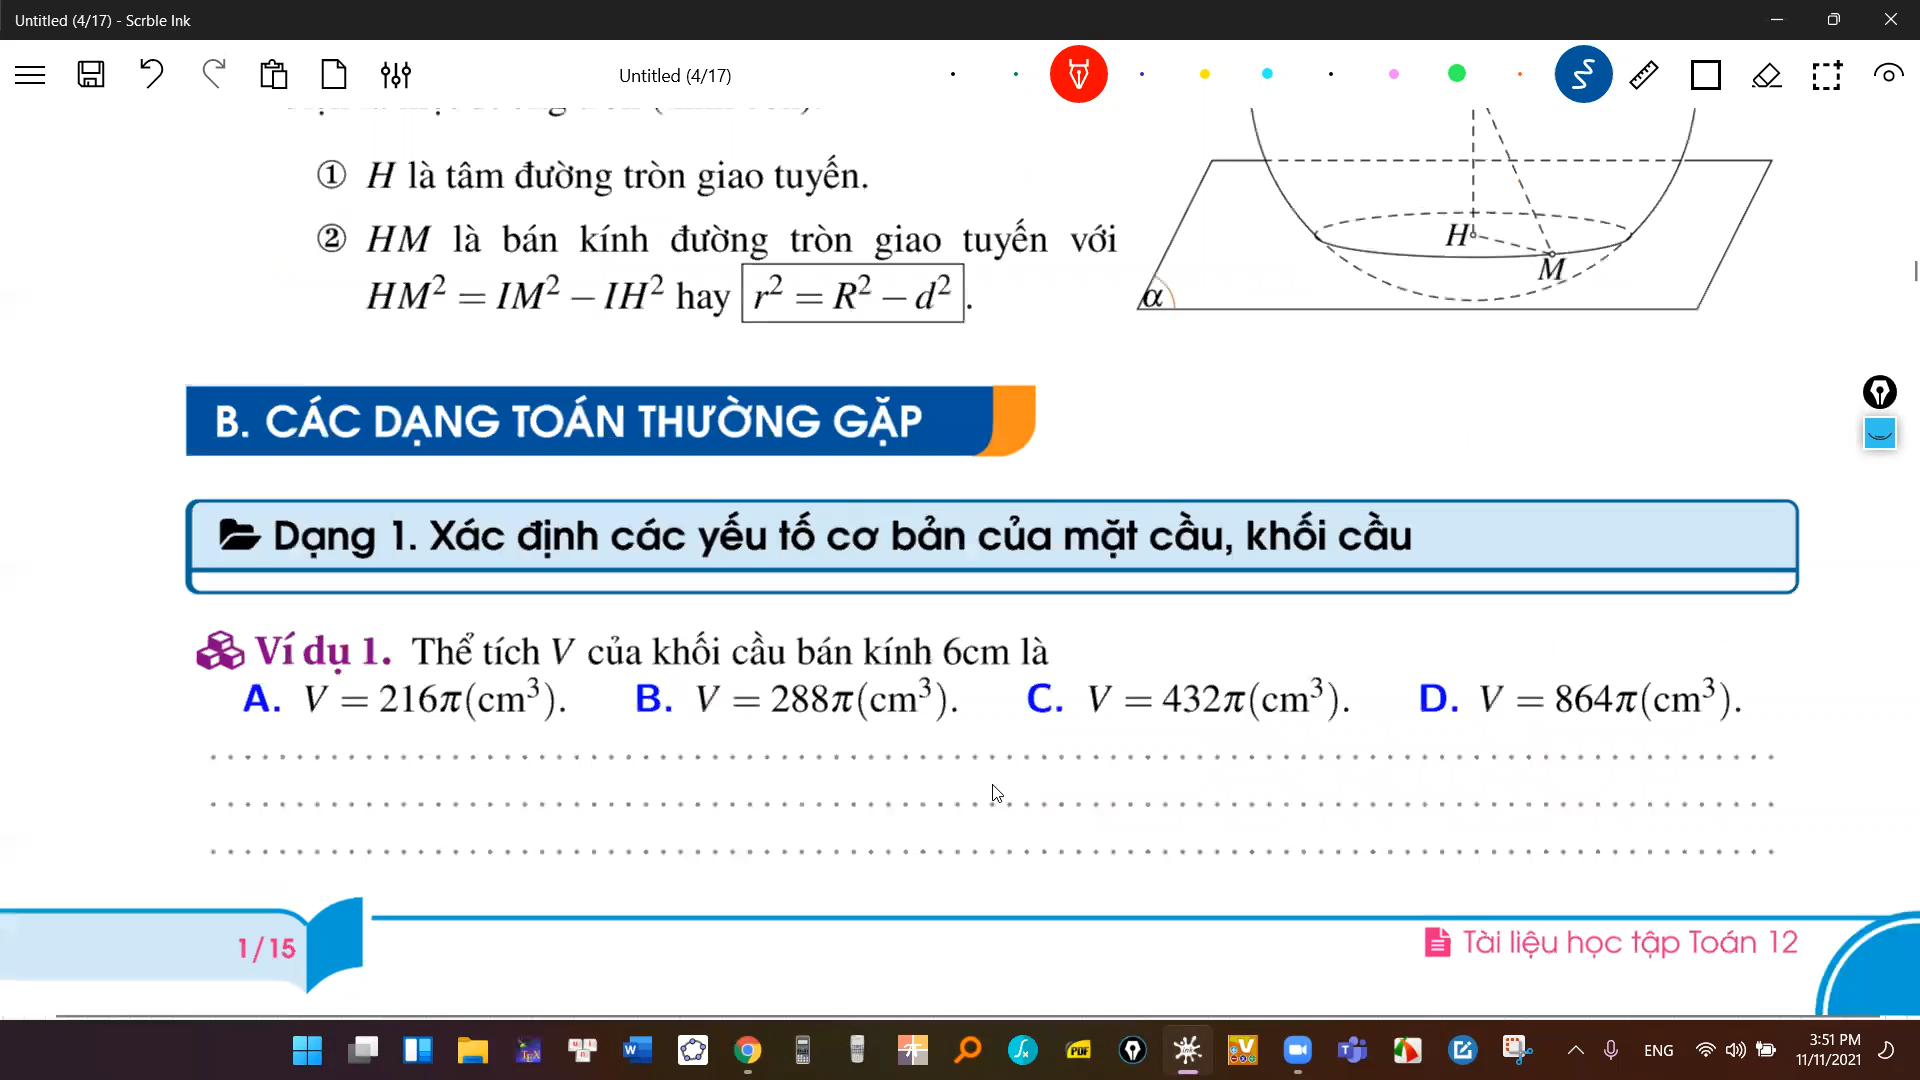 Untitled (4/17) - Scrble Ink
Untitled (4/17)
① H là tâm đường tròn giao tuyến.
② HM là bán kính đường tròn giao tuyến với
HM² = IM² − IH² hay r² = R² − d².
H
M
α
B. CÁC DẠNG TOÁN THƯỜNG GẶP
Dạng 1. Xác định các yếu tố cơ bản của mặt cầu, khối cầu
Ví dụ 1. Thể tích V của khối cầu bán kính 6cm là
A. V = 216π(cm³). B. V = 288π(cm³). C. V = 432π(cm³). D. V = 864π(cm³).
1/15
Tài liệu học tập Toán 12
ENG
3:51 PM
11/11/2021